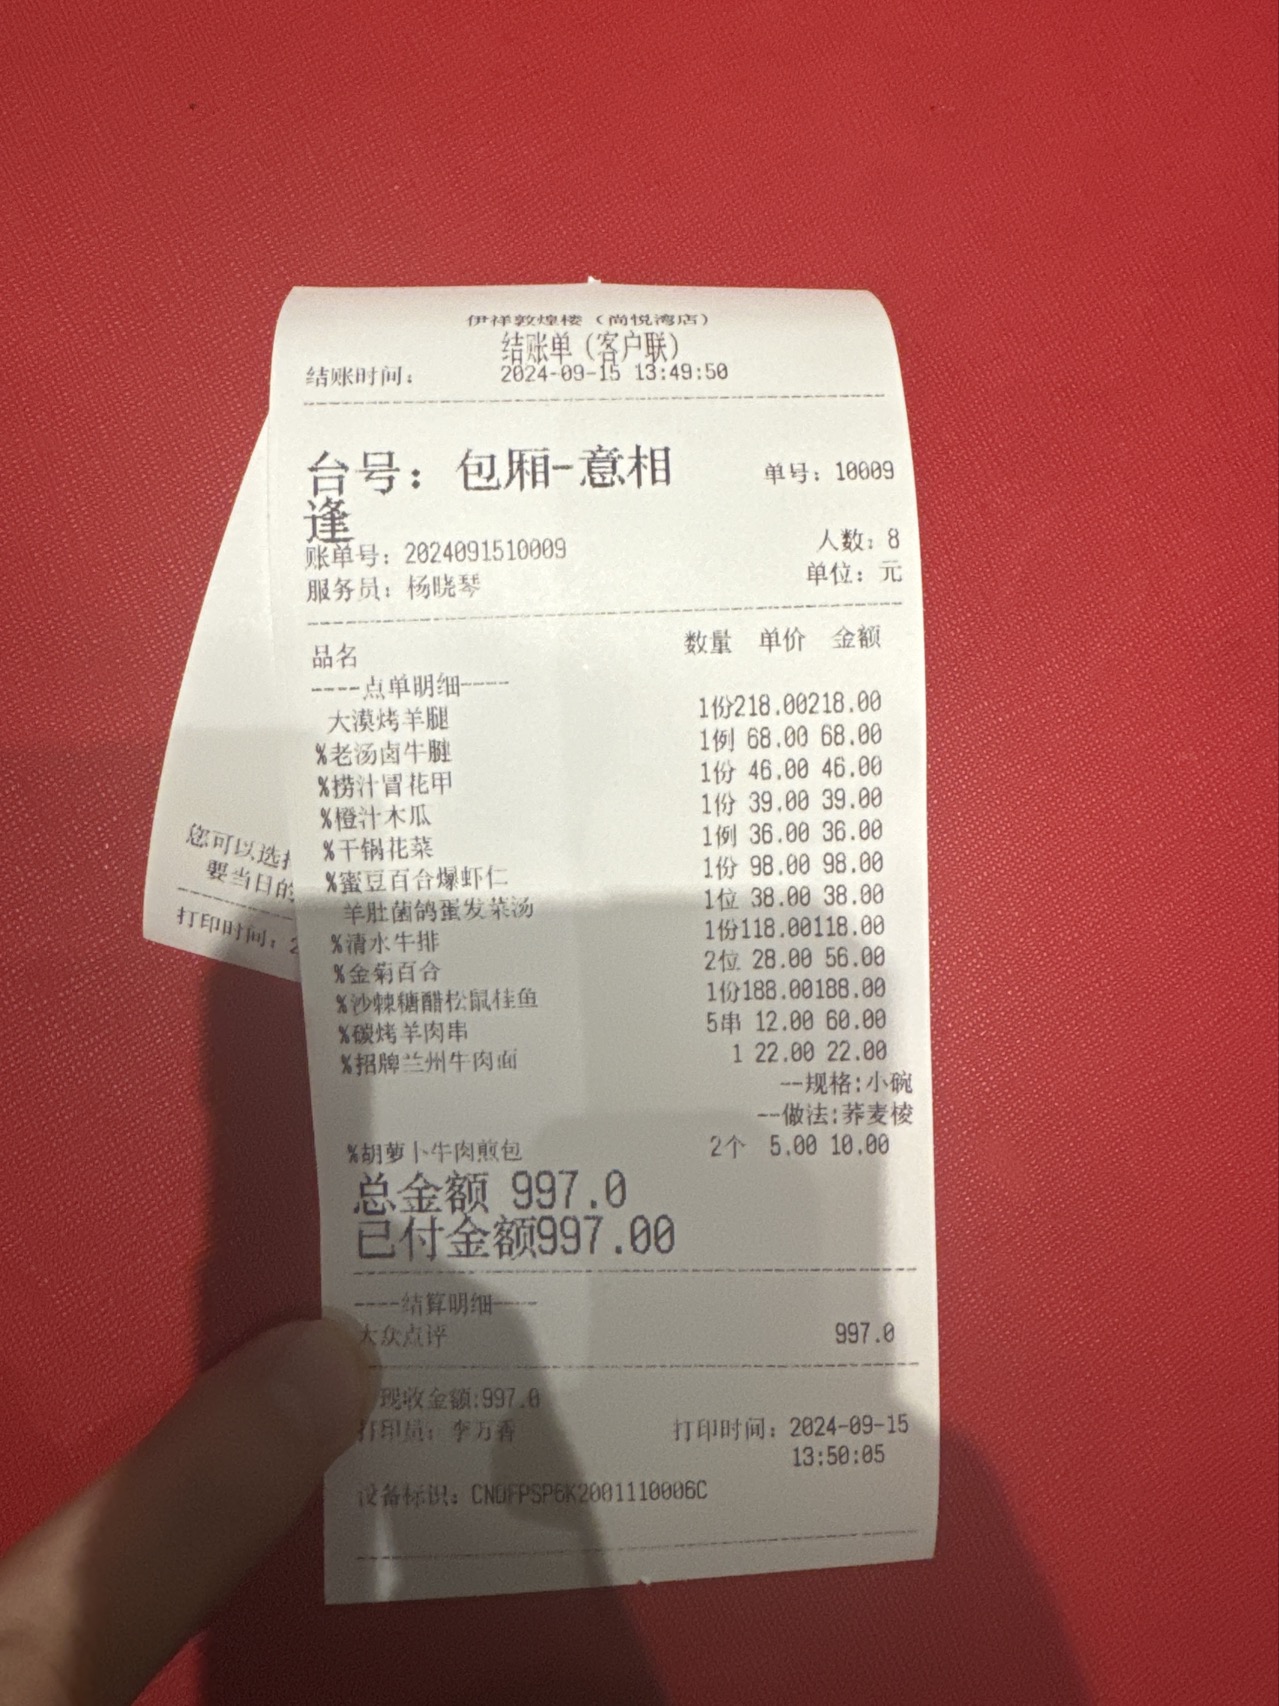 伊祥敦煌楼（尚悦湾店）
结账单（客户联）
结账时间： 2024-09-15 13:49:50
台号：包厢-意相 单号：10009
逢
账单号：2024091510009 人数：8
服务员：杨晓琴 单位：元
品名 数量 单价 金额
----点单明细----
大漠烤羊腿 1份218.00218.00
%老汤卤牛腱 1例 68.00 68.00
%捞汁冒花甲 1份 46.00 46.00
%橙汁木瓜 1份 39.00 39.00
%干锅花菜 1例 36.00 36.00
%蜜豆百合爆虾仁 1份 98.00 98.00
羊肚菌鸽蛋发菜汤 1位 38.00 38.00
%清水牛排 1份118.00118.00
%金菊百合 2位 28.00 56.00
%沙棘糖醋松鼠桂鱼 1份188.00188.00
%碳烤羊肉串 5串 12.00 60.00
%招牌兰州牛肉面 1 22.00 22.00
--规格:小碗
--做法:荞麦棱
%胡萝卜牛肉煎包 2个 5.00 10.00
总金额 997.0
已付金额997.00
----结算明细----
大众点评 997.0
现收金额:997.0
打印员：李万香 打印时间：2024-09-15
13:50:05
设备标识：CNDFPSP6K2001110006C
您可以选
要当日的
打印时间：2